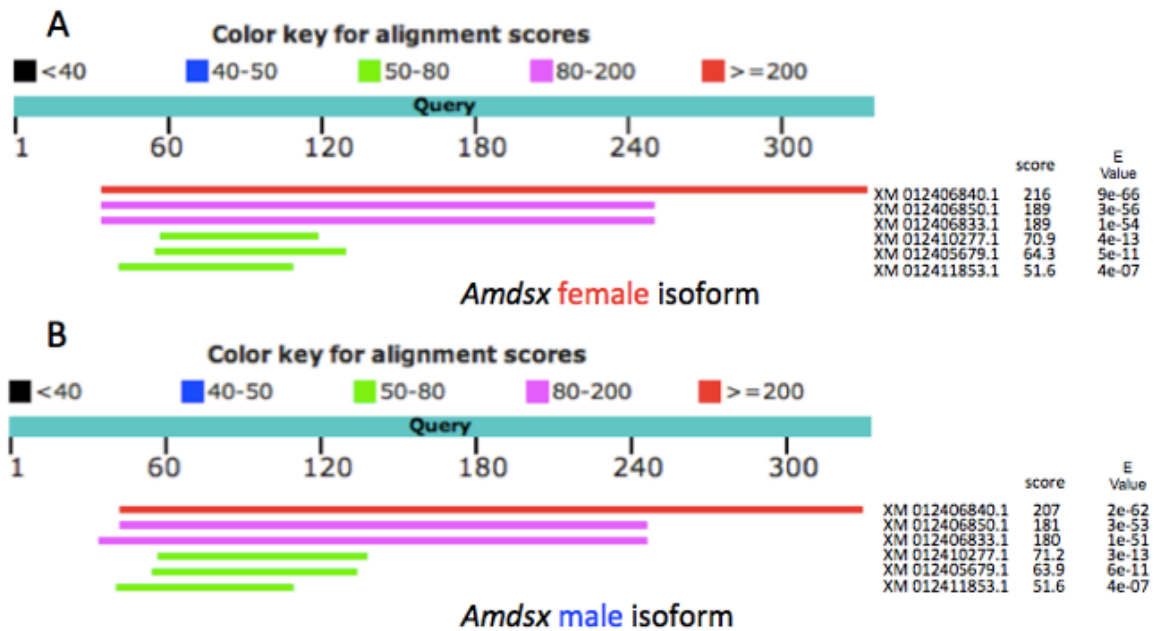 A
Color key for alignment scores
<40 40-50 50-80 80-200 >=200
Query
1 60 120 180 240 300
score E Value
XM 012406840.1 216 9e-66
XM 012406850.1 189 3e-56
XM 012406833.1 189 1e-54
XM 012410277.1 70.9 4e-13
XM 012405679.1 64.3 5e-11
XM 012411853.1 51.6 4e-07
Amdsx female isoform
B
Color key for alignment scores
<40 40-50 50-80 80-200 >=200
Query
1 60 120 180 240 300
score E Value
XM 012406840.1 207 2e-62
XM 012406850.1 181 3e-53
XM 012406833.1 180 1e-51
XM 012410277.1 71.2 3e-13
XM 012405679.1 63.9 6e-11
XM 012411853.1 51.6 4e-07
Amdsx male isoform